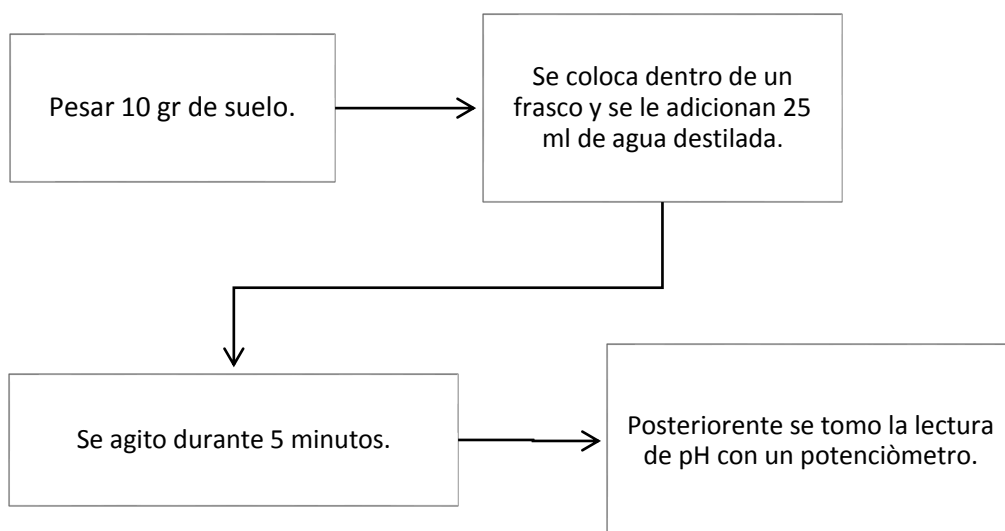 Pesar 10 gr de suelo.
Se coloca dentro de un
frasco y se le adicionan 25
ml de agua destilada.
Se agito durante 5 minutos.
Posteriorente se tomo la lectura
de pH con un potenciòmetro.